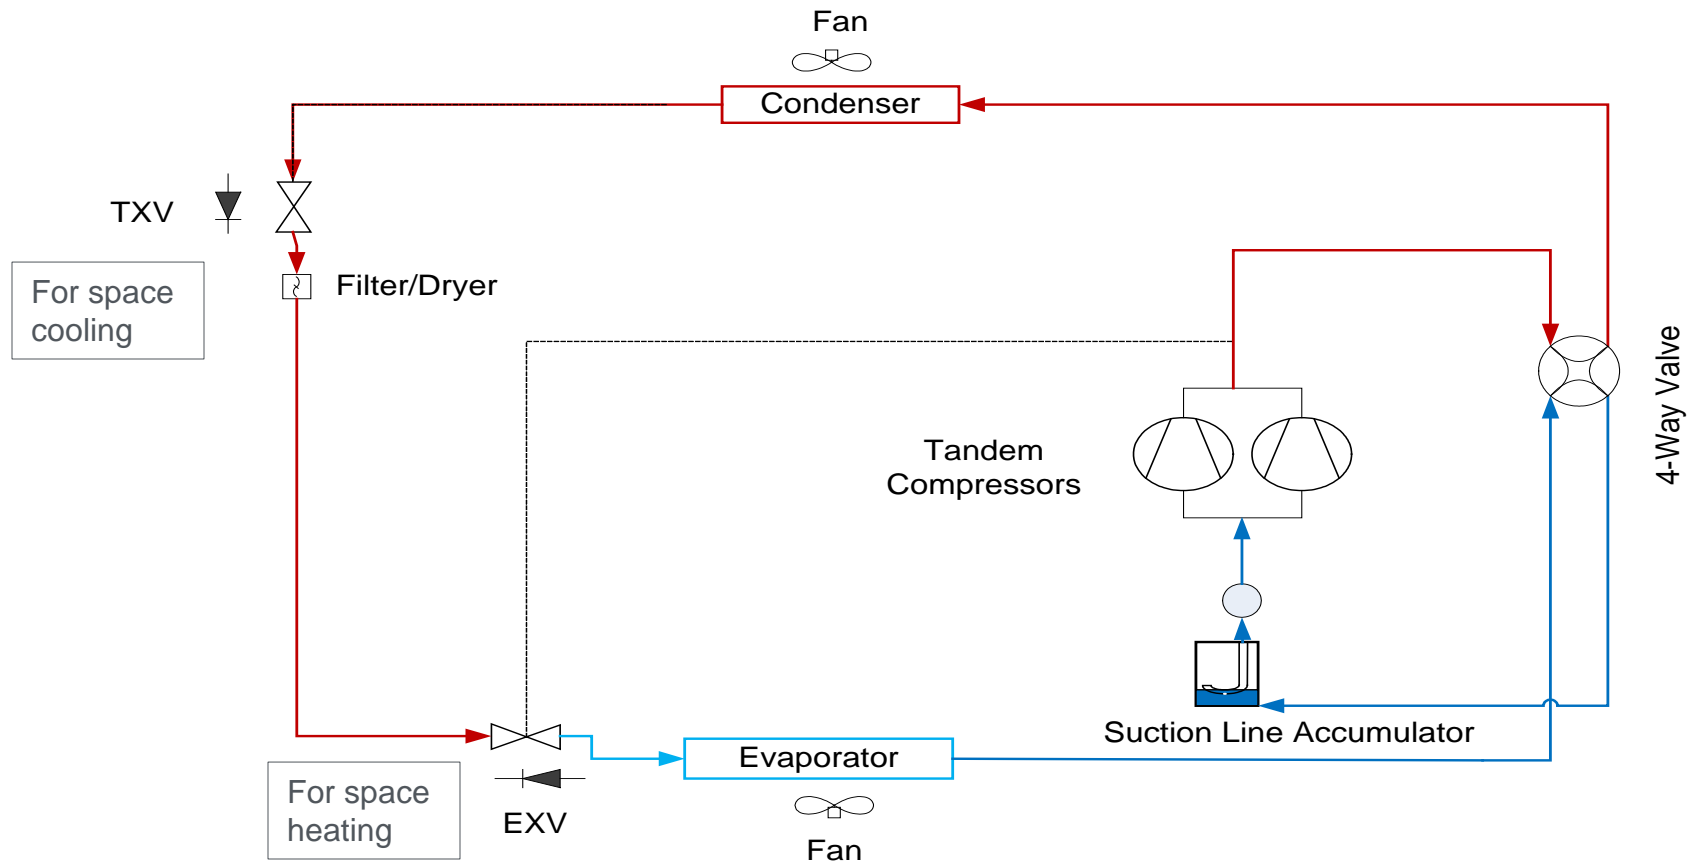 Fan
Condenser
TXV
For space
cooling
Filter/Dryer
4-Way Valve
Tandem
Compressors
Suction Line Accumulator
Evaporator
For space
heating
EXV
Fan